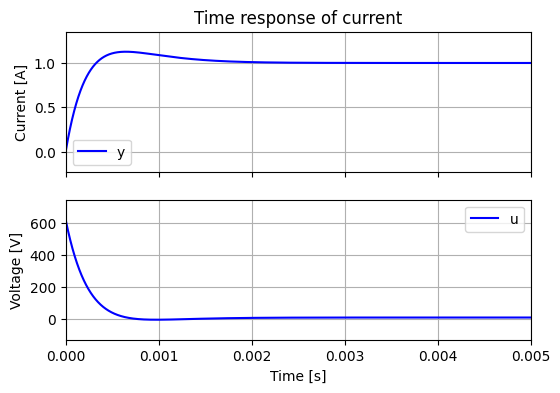 Time response of current
Current [A]
1.0
0.5
0.0
y
Voltage [V]
600
400
200
0
u
0.000 0.001 0.002 0.003 0.004 0.005
Time [s]